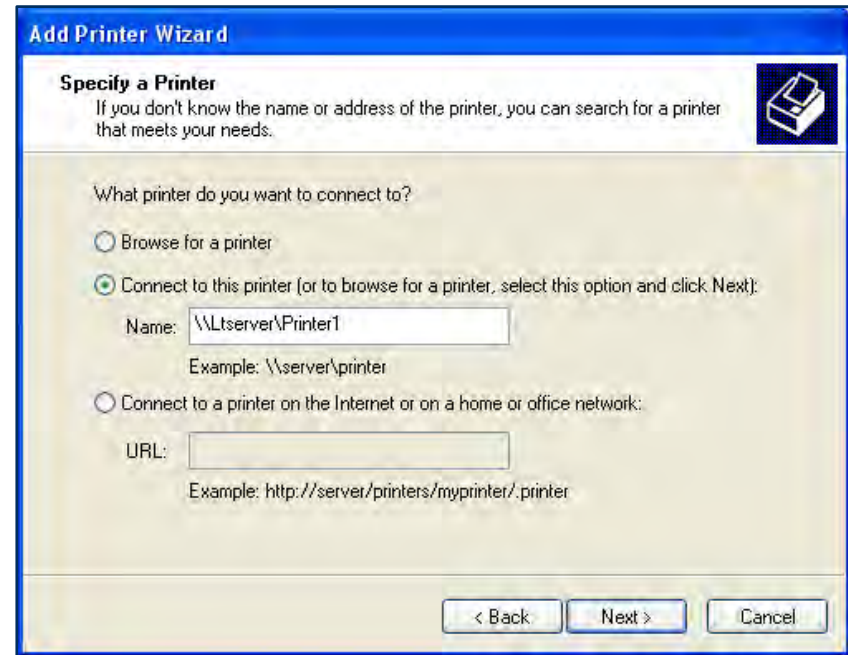 Add Printer Wizard
Specify a Printer
If you don't know the name or address of the printer, you can search for a printer
that meets your needs.
What printer do you want to connect to?
Browse for a printer
Connect to this printer (or to browse for a printer, select this option and click Next):
Name: \\Ltserver\Printer1
Example: \\server\printer
Connect to a printer on the Internet or on a home or office network:
URL:
Example: http://server/printers/myprinter/.printer
< Back Next > Cancel